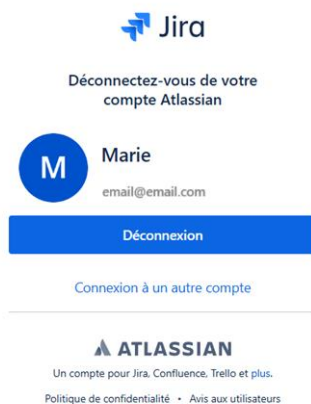 Jira
Déconnectez-vous de votre
compte Atlassian
M
Marie
email@email.com
Déconnexion
Connexion à un autre compte
ATLASSIAN
Un compte pour Jira, Confluence, Trello et plus.
Politique de confidentialité • Avis aux utilisateurs